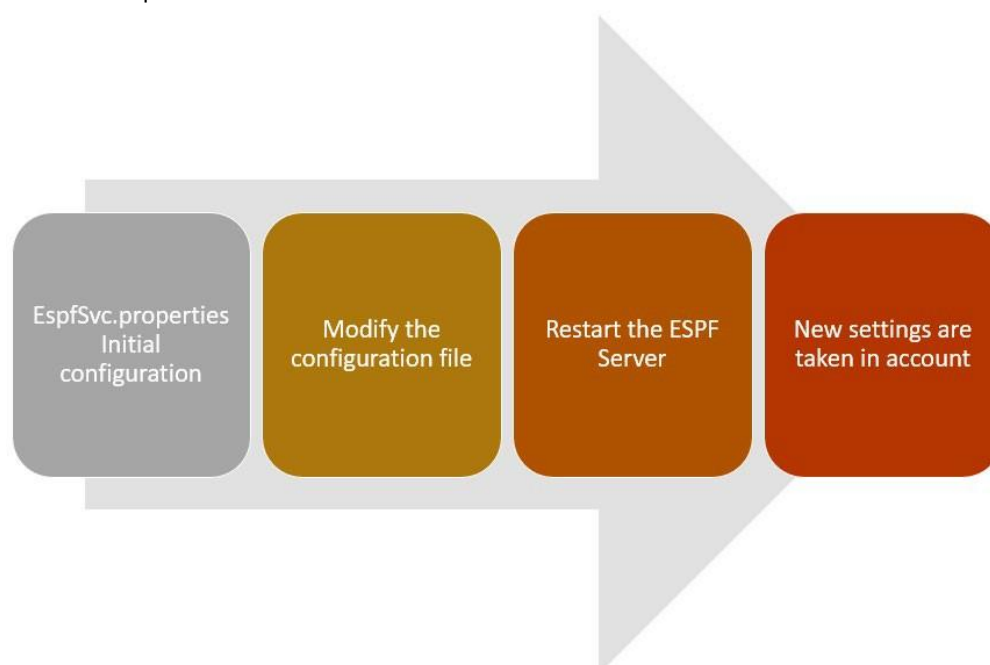 EspfSvc.properties
Initial
configuration
Modify the
configuration file
Restart the ESPF
Server
New settings are
taken in account